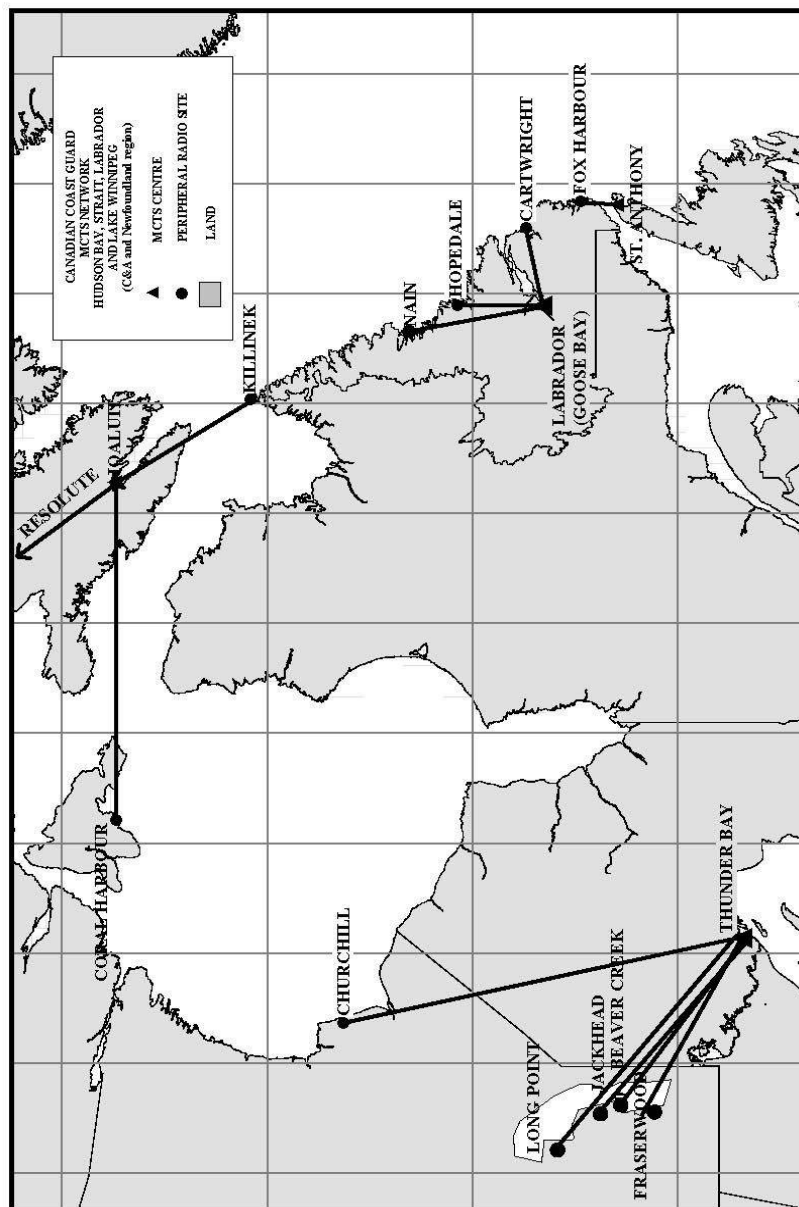 CANADIAN COAST GUARD
MCTS NETWORK
HUDSON BAY, STRAIT, LABRADOR
AND LAKE WINNIPEG
(C&A and Newfoundland region)
MCTS CENTRE
PERIPHERAL RADIO SITE
LAND
RESOLUTE
IQALUIT
KILLINEK
CORAL HARBOUR
NAIN
HOPEDALE
CARTWRIGHT
FOX HARBOUR
ST. ANTHONY
LABRADOR
(GOOSE BAY)
CHURCHILL
THUNDER BAY
LONG POINT
JACKHEAD
BEAVER CREEK
FRASERWOOD